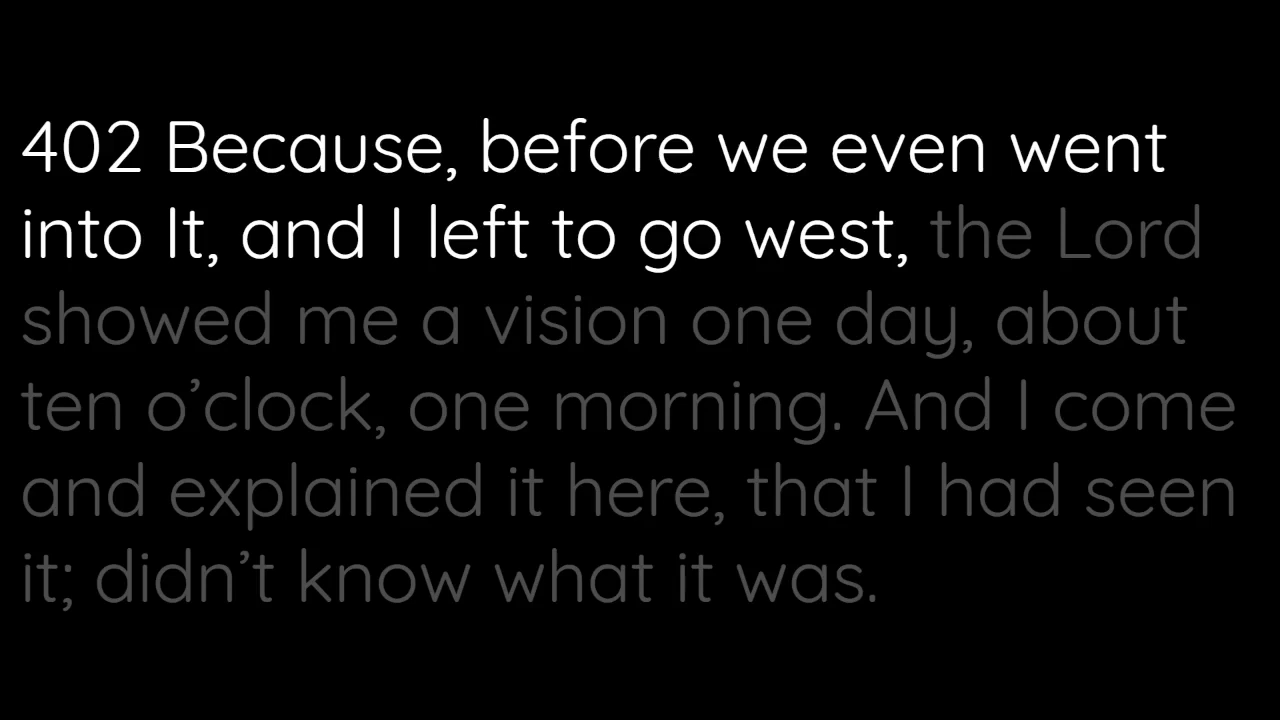 402 Because, before we even went
into It, and I left to go west, the Lord
showed me a vision one day, about
ten o’clock, one morning. And I come
and explained it here, that I had seen
it; didn’t know what it was.